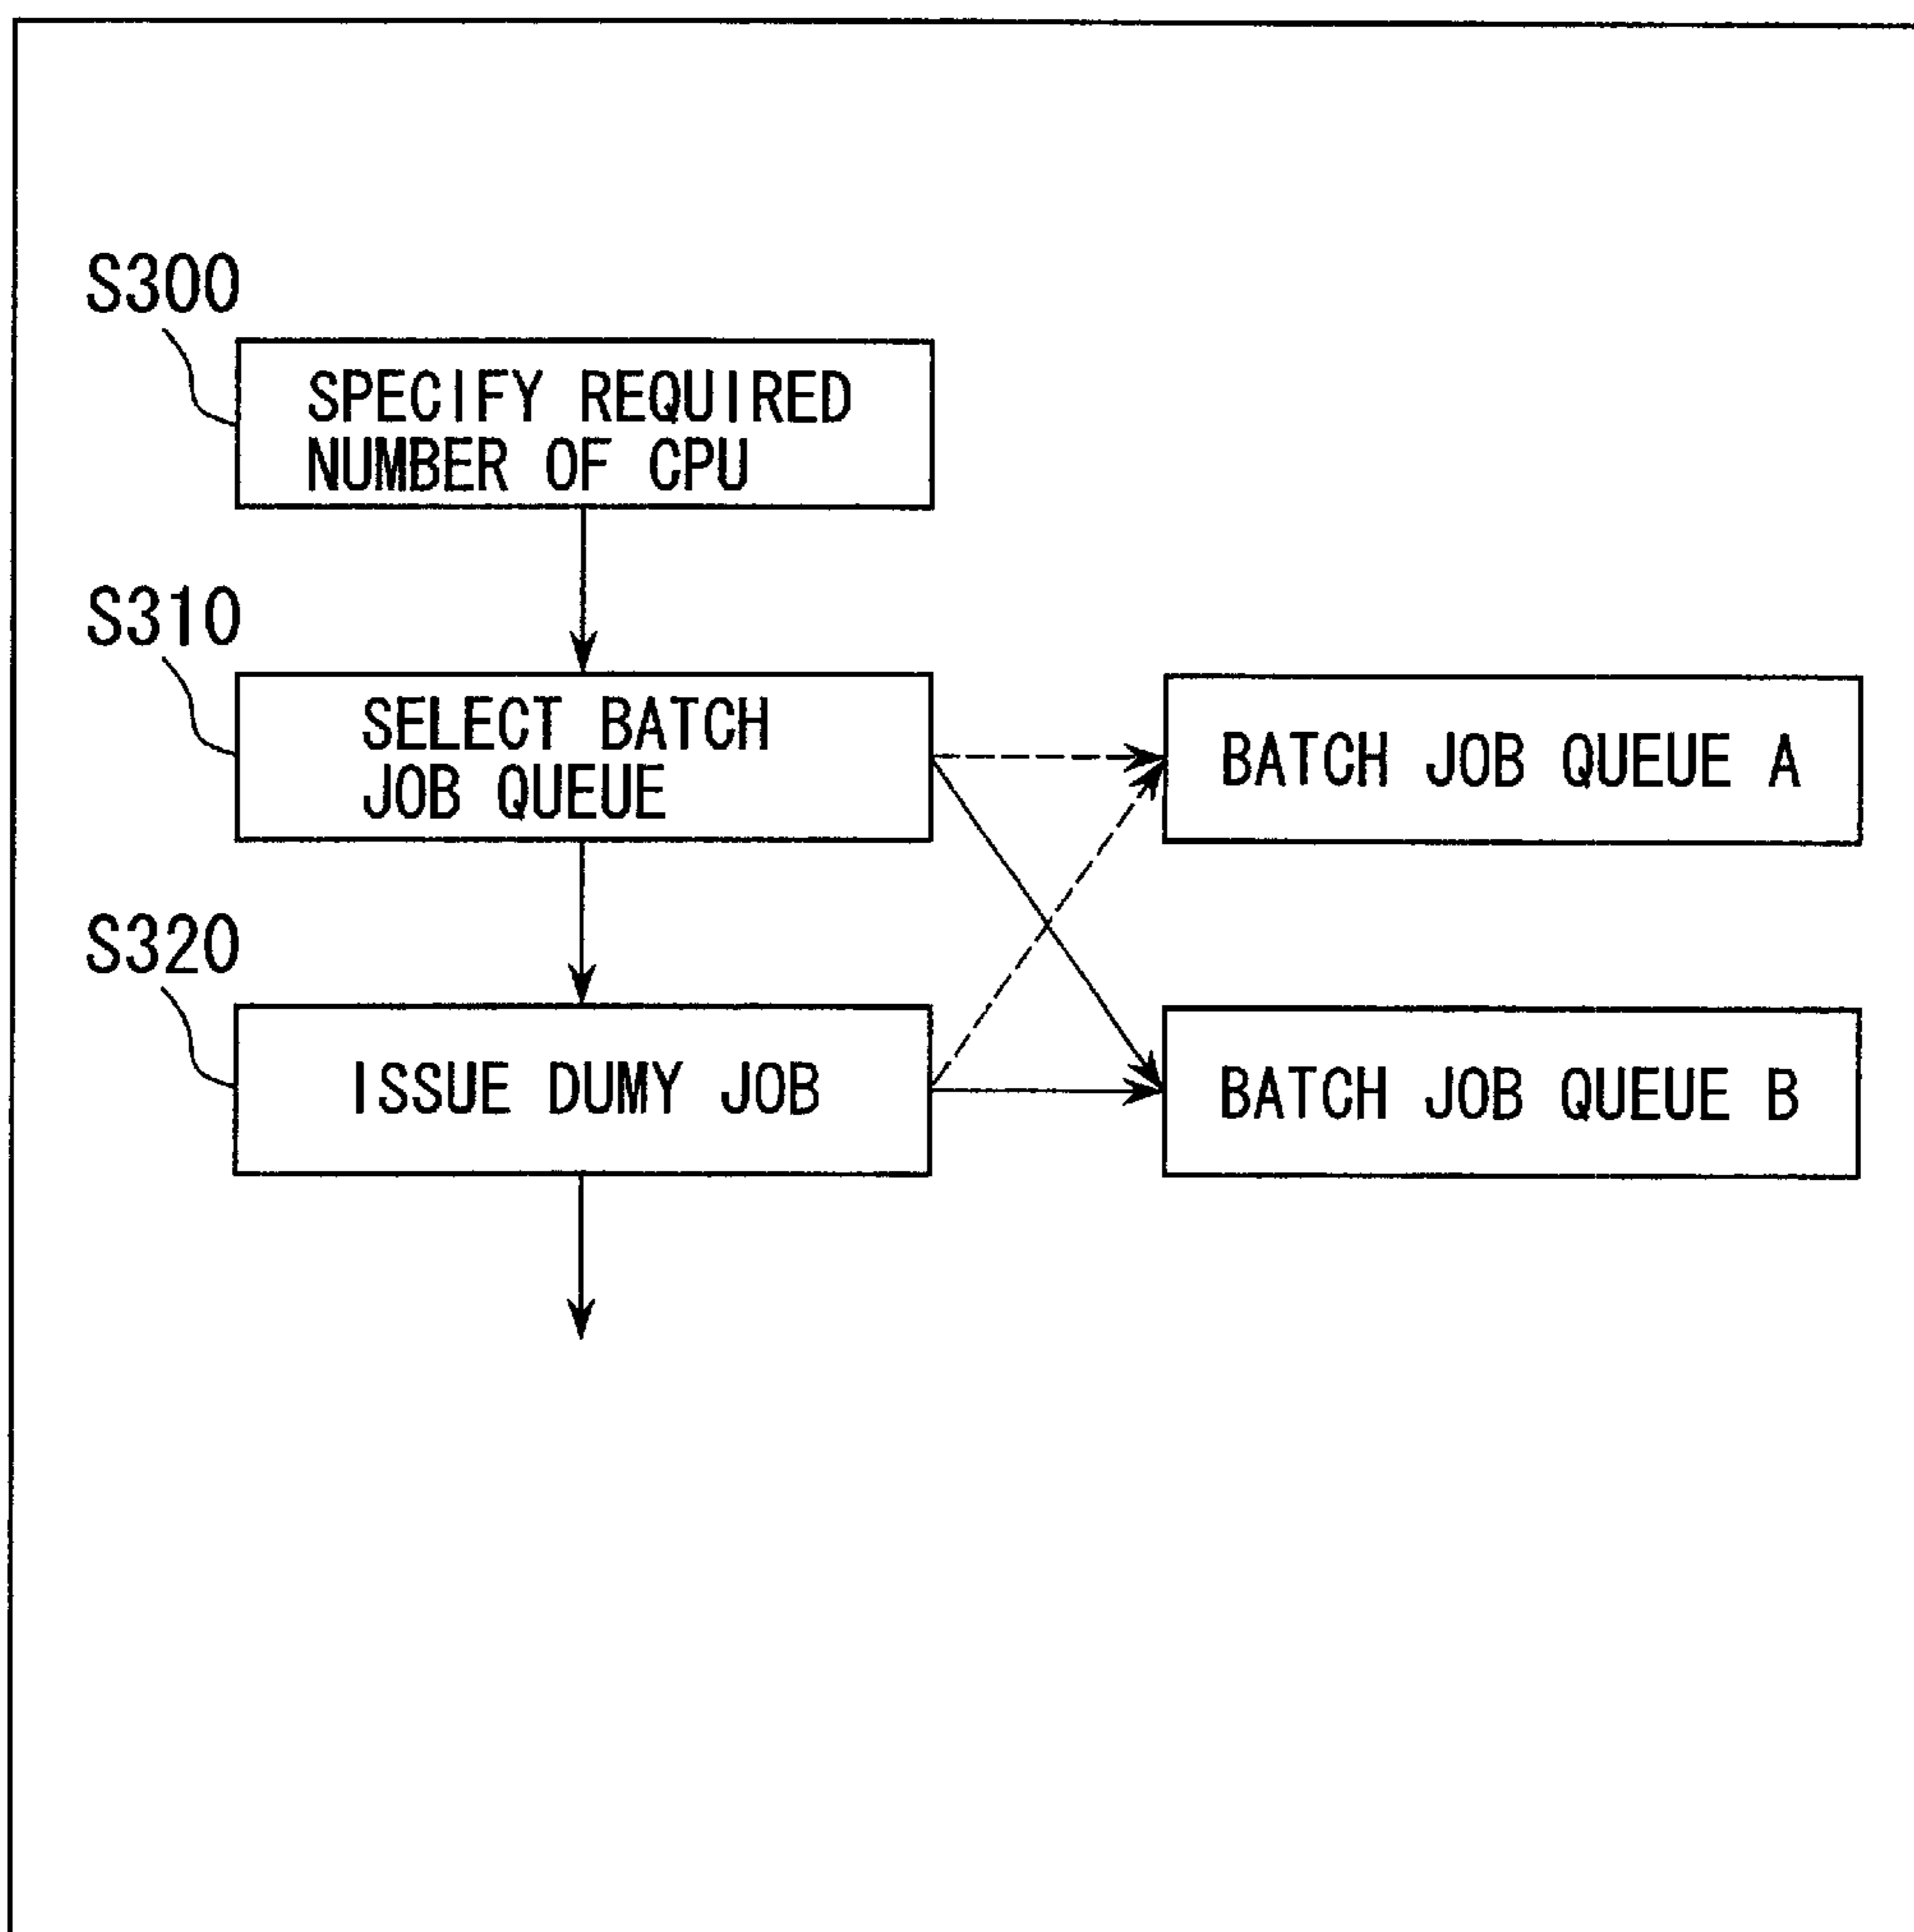 S300
SPECIFY REQUIRED
NUMBER OF CPU
S310
SELECT BATCH
JOB QUEUE
BATCH JOB QUEUE A
S320
ISSUE DUMY JOB
BATCH JOB QUEUE B